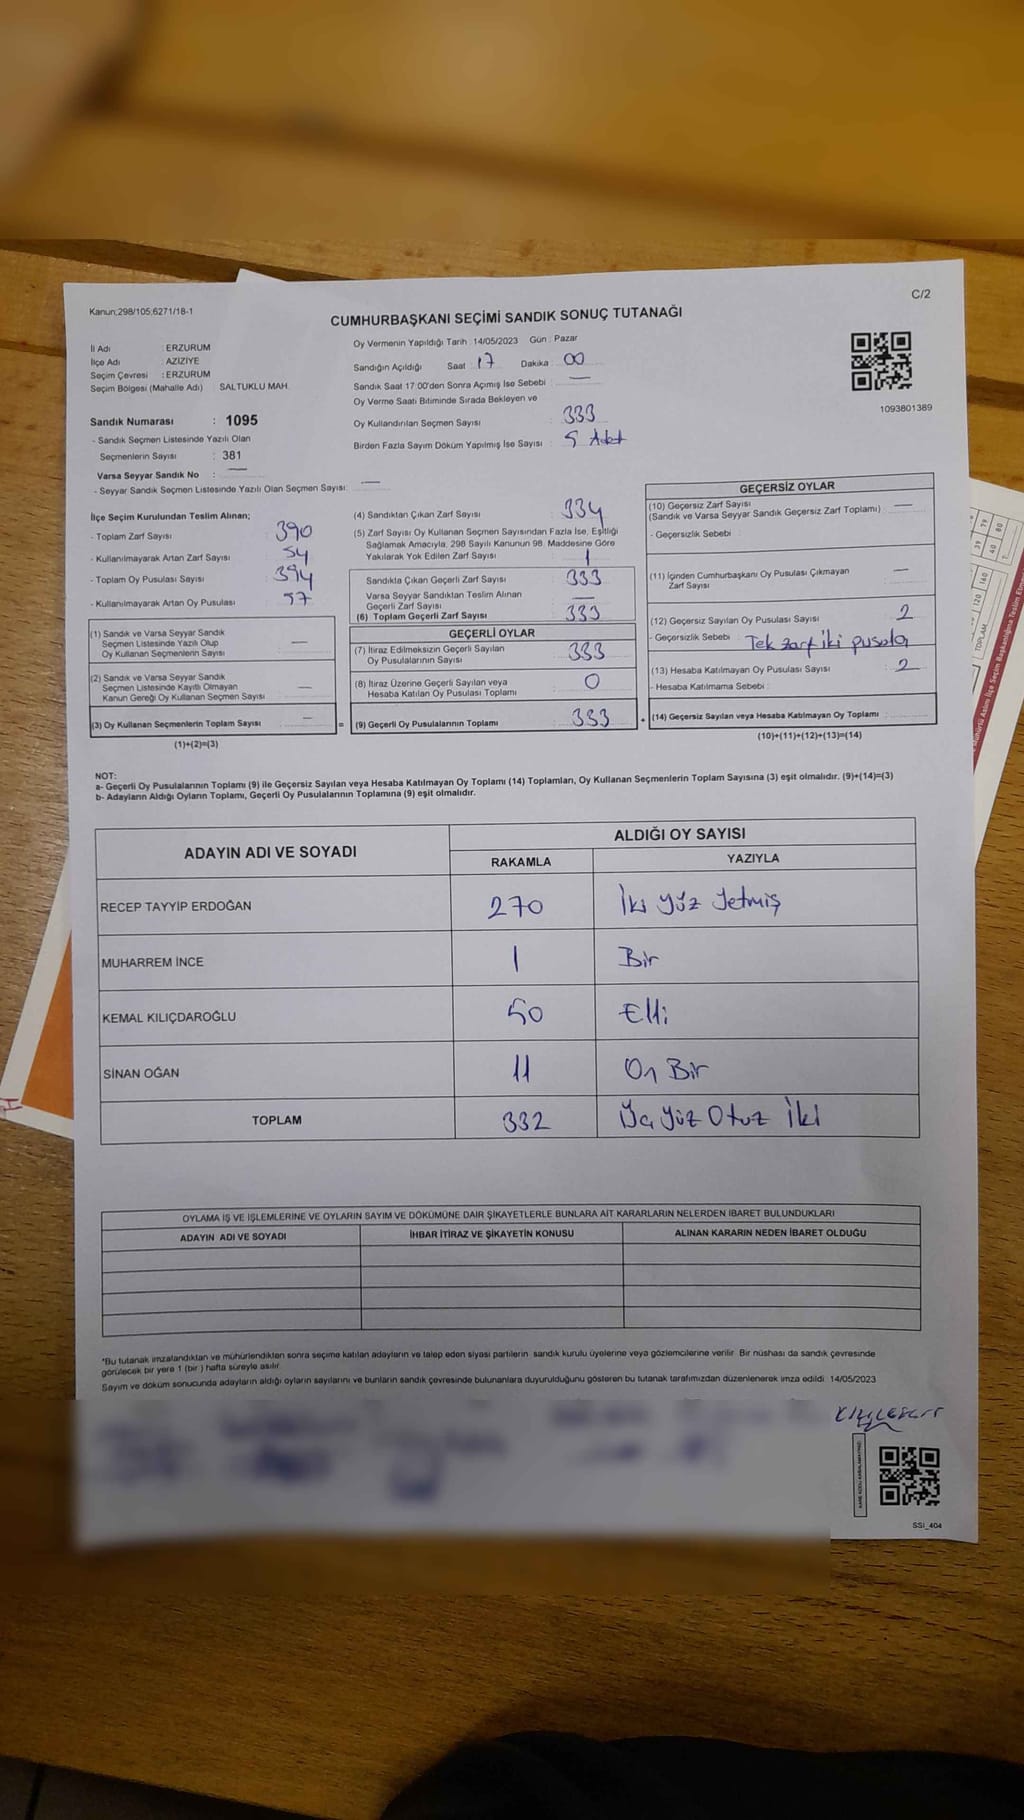 C/2
Kanun;298/105;6271/18-1
CUMHURBAŞKANI SEÇİMİ SANDIK SONUÇ TUTANAĞI
İl Adı : ERZURUM
İlçe Adı : AZIZIYE
Seçim Çevresi : ERZURUM
Seçim Bölgesi (Mahalle Adı) : SALTUKLU MAH.
Sandık Numarası : 1095
- Sandık Seçmen Listesinde Yazılı Olan
Seçmenlerin Sayısı : 381
Varsa Seyyar Sandık No : —
- Seyyar Sandık Seçmen Listesinde Yazılı Olan Seçmen Sayısı: —
Oy Vermenin Yapıldığı Tarih : 14/05/2023 Gün : Pazar
Sandığın Açıldığı Saat : 17 Dakika : 00
Sandık Saat 17:00'den Sonra Açımış İse Sebebi : —
Oy Verme Saati Bitiminde Sırada Bekleyen ve
Oy Kullandırılan Seçmen Sayısı : 333
Birden Fazla Sayım Döküm Yapılmış İse Sayısı : 5 Adet
1093801389
İlçe Seçim Kurulundan Teslim Alınan;
- Toplam Zarf Sayısı : 390
- Kullanılmayarak Artan Zarf Sayısı : 54
- Toplam Oy Pusulası Sayısı : 394
- Kullanılmayarak Artan Oy Pusulası : 57
(1) Sandık ve Varsa Seyyar Sandık
Seçmen Listesinde Yazılı Olup
Oy Kullanan Seçmenlerin Sayısı : —
(2) Sandık ve Varsa Seyyar Sandık
Seçmen Listesinde Kayıtlı Olmayan
Kanun Gereği Oy Kullanan Seçmen Sayısı : —
(3) Oy Kullanan Seçmenlerin Toplam Sayısı : — =
(1)+(2)=(3)
(4) Sandıktan Çıkan Zarf Sayısı : 334
(5) Zarf Sayısı Oy Kullanan Seçmen Sayısından Fazla İse, Eşitliği
Sağlamak Amacıyla, 298 Sayılı Kanunun 98. Maddesine Göre
Yakılarak Yok Edilen Zarf Sayısı : 1
Sandıkta Çıkan Geçerli Zarf Sayısı : 333
Varsa Seyyar Sandıktan Teslim Alınan
Geçerli Zarf Sayısı : —
(6) Toplam Geçerli Zarf Sayısı : 333
GEÇERLİ OYLAR
(7) İtiraz Edilmeksizin Geçerli Sayılan
Oy Pusulalarının Sayısı : 333
(8) İtiraz Üzerine Geçerli Sayılan veya
Hesaba Katılan Oy Pusulası Toplamı : 0
(9) Geçerli Oy Pusulalarının Toplamı : 333 +
GEÇERSİZ OYLAR
(10) Geçersiz Zarf Sayısı
(Sandık ve Varsa Seyyar Sandık Geçersiz Zarf Toplamı) : —
- Geçersizlik Sebebi :
(11) İçinden Cumhurbaşkanı Oy Pusulası Çıkmayan
Zarf Sayısı : —
(12) Geçersiz Sayılan Oy Pusulası Sayısı : 2
- Geçersizlik Sebebi : Tek zarf iki pusula
(13) Hesaba Katılmayan Oy Pusulası Sayısı : 2
- Hesaba Katılmama Sebebi :
(14) Geçersiz Sayılan veya Hesaba Katılmayan Oy Toplamı :
(10)+(11)+(12)+(13)=(14)
NOT:
a- Geçerli Oy Pusulalarının Toplamı (9) ile Geçersiz Sayılan veya Hesaba Katılmayan Oy Toplamı (14) Toplamları, Oy Kullanan Seçmenlerin Toplam Sayısına (3) eşit olmalıdır. (9)+(14)=(3)
b- Adayların Aldığı Oyların Toplamı, Geçerli Oy Pusulalarının Toplamına (9) eşit olmalıdır.
ADAYIN ADI VE SOYADI
ALDIĞI OY SAYISI
RAKAMLA YAZIYLA
RECEP TAYYİP ERDOĞAN 270 İki Yüz Yetmiş
MUHARREM İNCE 1 Bir
KEMAL KILIÇDAROĞLU 50 Elli
SİNAN OĞAN 11 On Bir
TOPLAM 332 Üç Yüz Otuz İki
OYLAMA İŞ VE İŞLEMLERİNE VE OYLARIN SAYIM VE DÖKÜMÜNE DAİR ŞİKAYETLERLE BUNLARA AİT KARARLARIN NELERDEN İBARET BULUNDUKLARI
ADAYIN ADI VE SOYADI İHBAR İTİRAZ VE ŞİKAYETİN KONUSU ALINAN KARARIN NEDEN İBARET OLDUĞU
*Bu tutanak imzalandıktan ve mühürlendikten sonra seçime katılan adayların ve talep eden siyasi partilerin sandık kurulu üyelerine veya gözlemcilerine verilir. Bir nüshası da sandık çevresinde
görülecek bir yere 1 (bir ) hafta süreyle asılır.
Sayım ve döküm sonucunda adayların aldığı oyların sayılarını ve bunların sandık çevresinde bulunanlara duyurulduğunu gösteren bu tutanak tarafımızdan düzenlenerek imza edildi. 14/05/2023
SSI_404